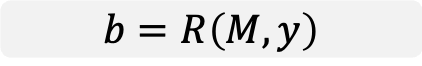 b = R(M, y)